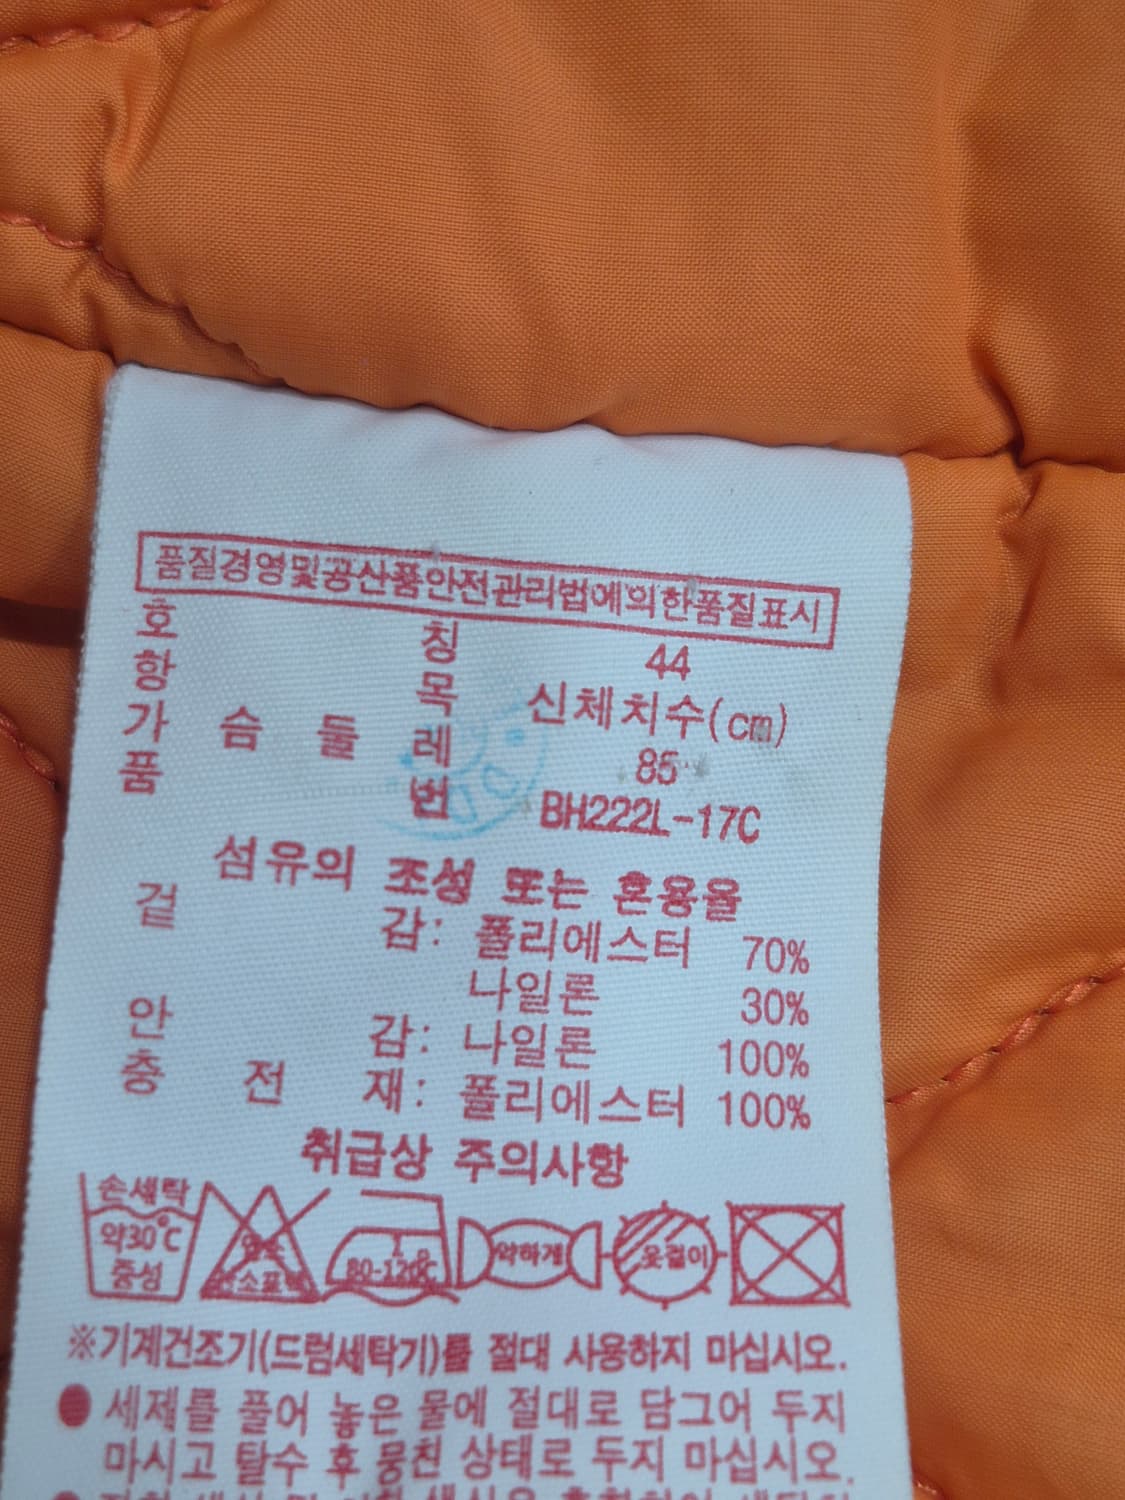 품질경영및공산품안전관리법에의한품질표시
호 칭 44
항 목 신체치수(cm)
가 슴 둘 레 85
품 번 BH222L-17C
섬유의 조성 또는 혼용율
겉 감: 폴리에스터 70%
나일론 30%
안 감: 나일론 100%
충 전 재: 폴리에스터 100%
취급상 주의사항
손세탁
약30°C
중성
염소
산소표백
80-120°C
약하게
옷걸이
※기계건조기(드럼세탁기)를 절대 사용하지 마십시오.
● 세제를 풀어 놓은 물에 절대로 담그어 두지
마시고 탈수 후 뭉친 상태로 두지 마십시오.